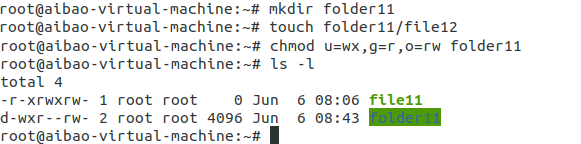 root@aibao-virtual-machine:~# mkdir folder11
root@aibao-virtual-machine:~# touch folder11/file12
root@aibao-virtual-machine:~# chmod u=wx,g=r,o=rw folder11
root@aibao-virtual-machine:~# ls -l
total 4
-r-xrwxrw- 1 root root    0 Jun  6 08:06 file11
d-wxr--rw- 2 root root 4096 Jun  6 08:43 folder11
root@aibao-virtual-machine:~#